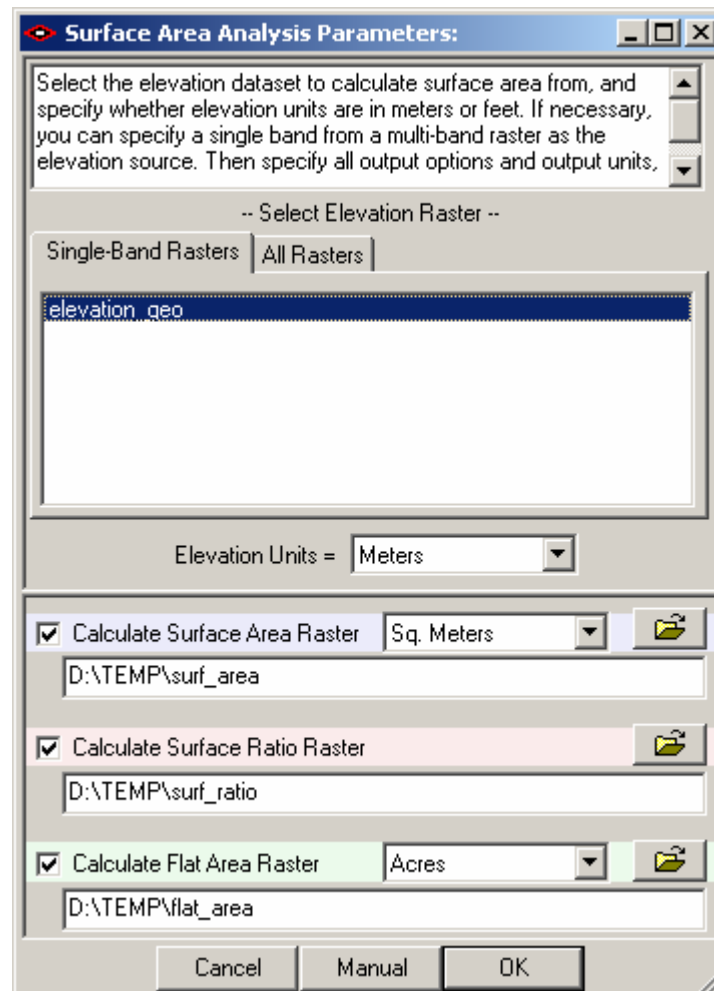 Surface Area Analysis Parameters:
Select the elevation dataset to calculate surface area from, and
specify whether elevation units are in meters or feet. If necessary,
you can specify a single band from a multi-band raster as the
elevation source. Then specify all output options and output units,
-- Select Elevation Raster --
Single-Band Rasters All Rasters
elevation_geo
Elevation Units = Meters
Calculate Surface Area Raster Sq. Meters
D:\TEMP\surf_area
Calculate Surface Ratio Raster
D:\TEMP\surf_ratio
Calculate Flat Area Raster Acres
D:\TEMP\flat_area
Cancel Manual OK